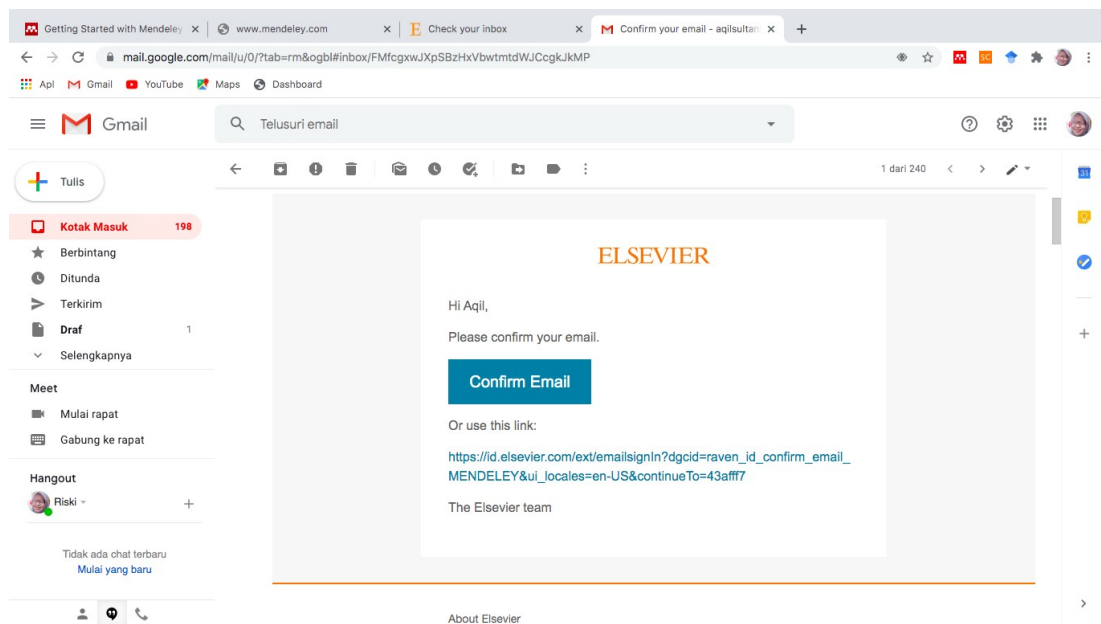 Getting Started with Mendeley
www.mendeley.com
Check your inbox
Confirm your email - aqilsultan
mail.google.com/mail/u/0/?tab=rm&ogbl#inbox/FMfcgxwJXpSBzHxVbwtmtdWJCcgkJkMP
Apl
Gmail
YouTube
Maps
Dashboard
Gmail
Telusuri email
Tulis
1 dari 240
Kotak Masuk 198
Berbintang
Ditunda
Terkirim
Draf 1
Selengkapnya
Meet
Mulai rapat
Gabung ke rapat
Hangout
Riski
Tidak ada chat terbaru
Mulai yang baru
ELSEVIER
Hi Aqil,
Please confirm your email.
Confirm Email
Or use this link:
https://id.elsevier.com/ext/emailsignIn?dgcid=raven_id_confirm_email_
MENDELEY&ui_locales=en-US&continueTo=43afff7
The Elsevier team
About Elsevier
31